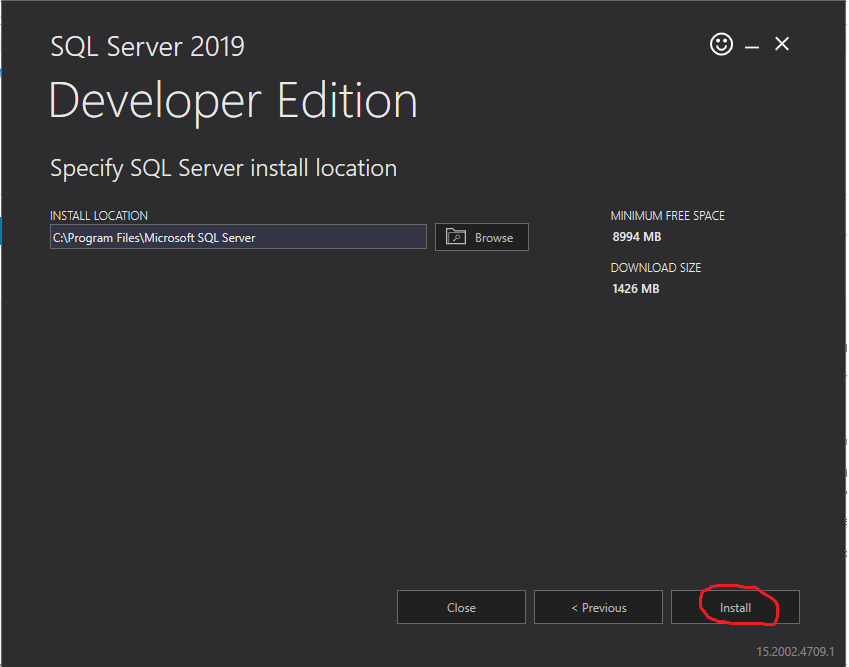 SQL Server 2019
Developer Edition
Specify SQL Server install location
INSTALL LOCATION
C:\Program Files\Microsoft SQL Server
Browse
MINIMUM FREE SPACE
8994 MB
DOWNLOAD SIZE
1426 MB
Close
< Previous
Install
15.2002.4709.1